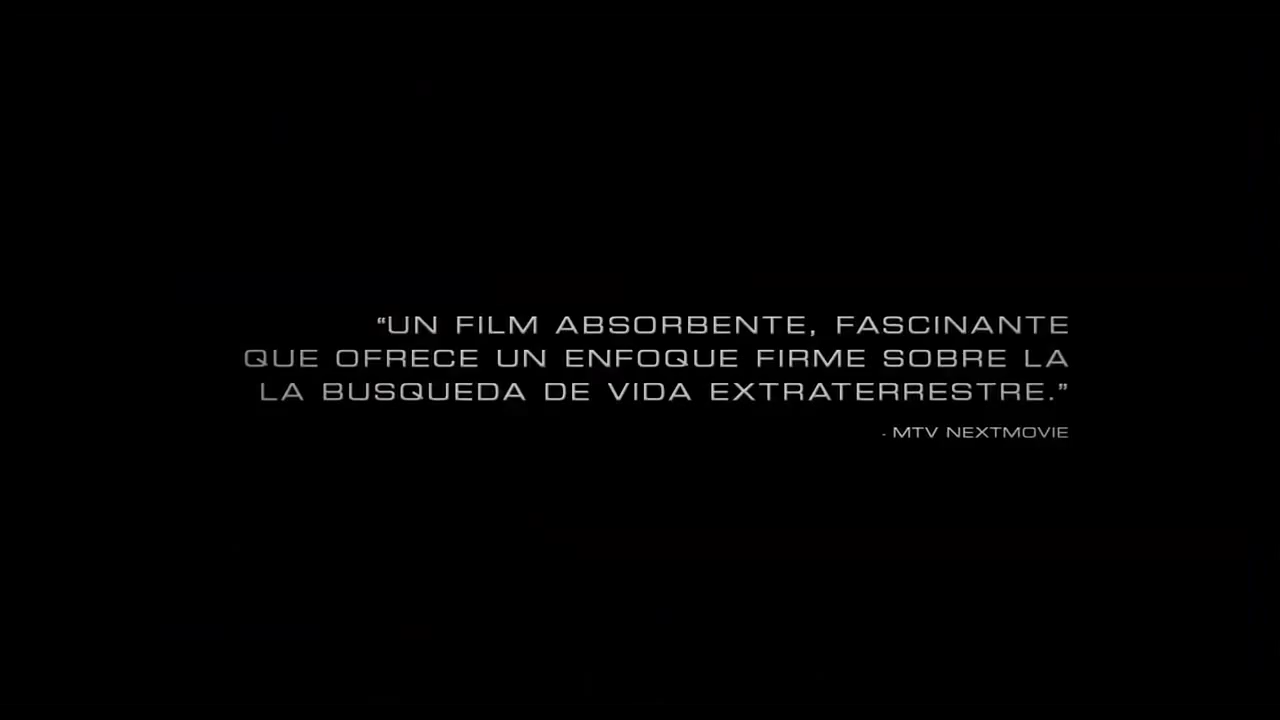 “UN FILM ABSORBENTE, FASCINANTE
QUE OFRECE UN ENFOQUE FIRME SOBRE LA
LA BUSQUEDA DE VIDA EXTRATERRESTRE.”
- MTV NEXTMOVIE